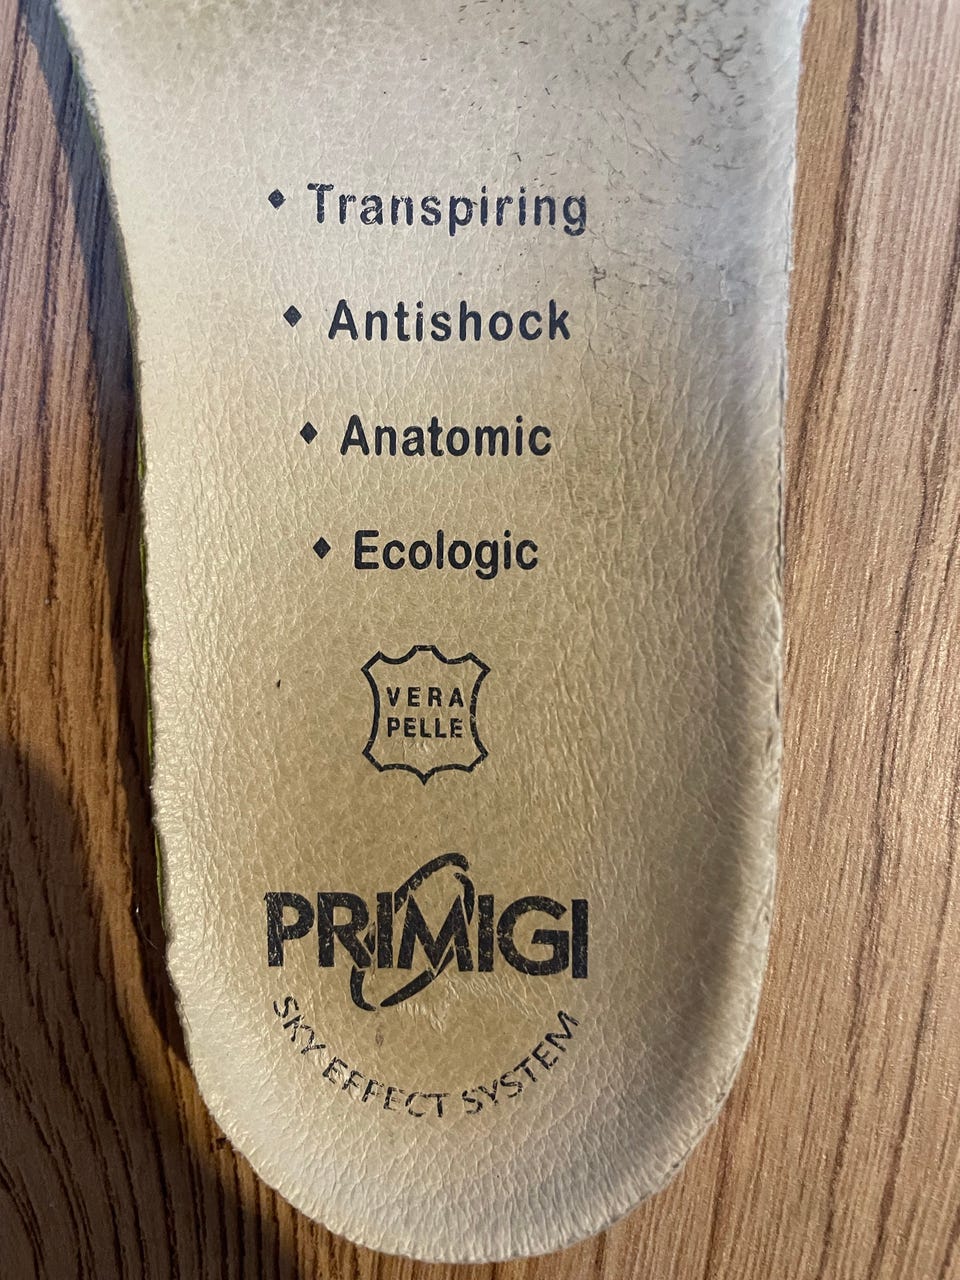 Transpiring
Antishock
Anatomic
Ecologic
VERA
PELLE
PRIMIGI
SKY EFFECT SYSTEM